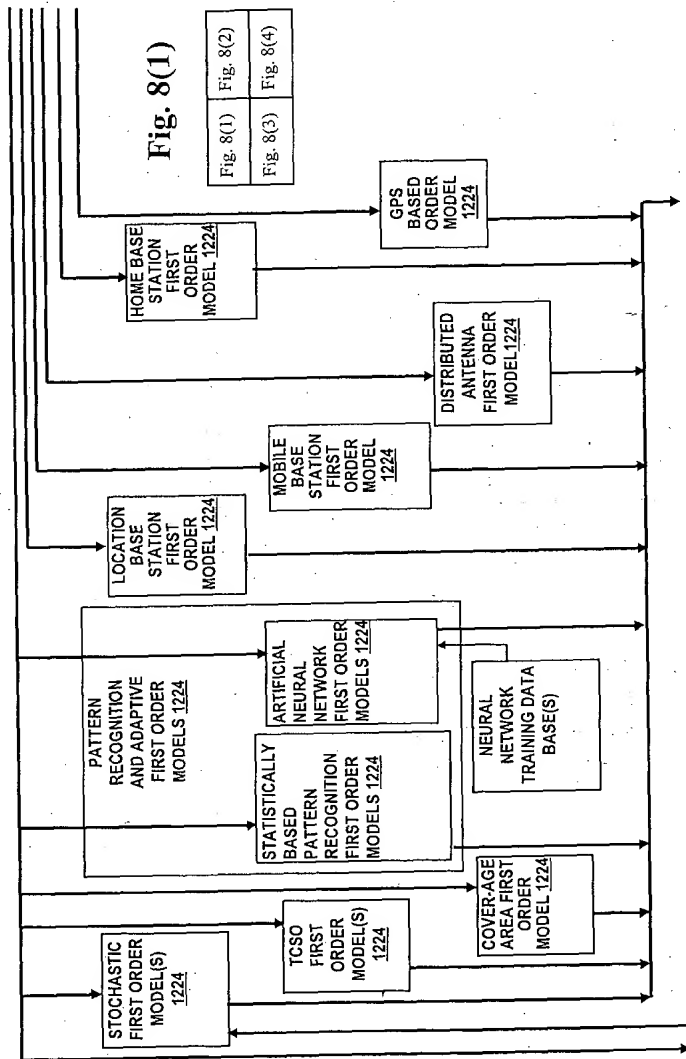 Fig. 8(1)
Fig. 8(1)
Fig. 8(2)
Fig. 8(3)
Fig. 8(4)
STOCHASTIC
FIRST ORDER
MODEL(S)
1224
TCSO
FIRST
ORDER
MODEL(S)
1224
COVER-AGE
AREA FIRST
ORDER
MODEL 1224
PATTERN
RECOGNITION
AND ADAPTIVE
FIRST ORDER
MODELS 1224
STATISTICALLY
BASED
PATTERN
RECOGNITION
FIRST ORDER
MODELS 1224
ARTIFICIAL
NEURAL
NETWORK
FIRST ORDER
MODELS 1224
NEURAL
NETWORK
TRAINING DATA
BASE(S)
LOCATION
BASE
STATION
FIRST
ORDER
MODEL 1224
MOBILE
BASE
STATION
FIRST
ORDER
MODEL
1224
DISTRIBUTED
ANTENNA
FIRST ORDER
MODEL1224
HOME BASE
STATION
FIRST
ORDER
MODEL 1224
GPS
BASED
ORDER
MODEL
1224